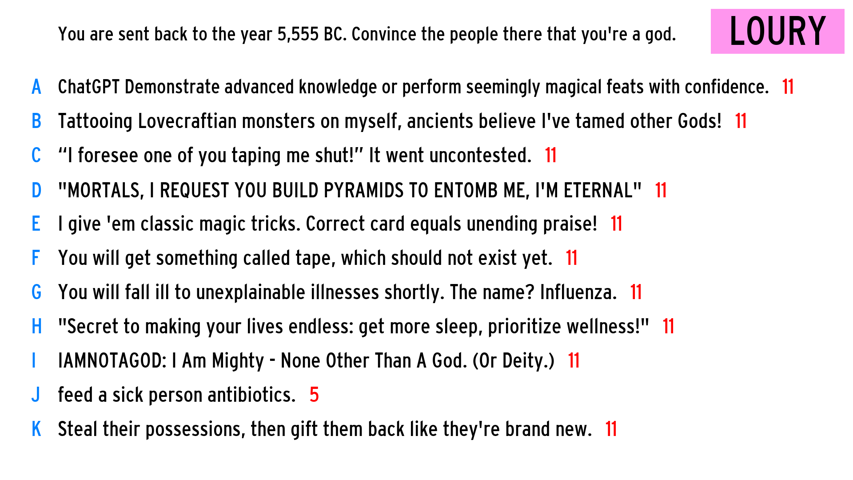 You are sent back to the year 5,555 BC. Convince the people there that you're a god.
LOURY
A ChatGPT Demonstrate advanced knowledge or perform seemingly magical feats with confidence. 11
B Tattooing Lovecraftian monsters on myself, ancients believe I've tamed other Gods! 11
C “I foresee one of you taping me shut!” It went uncontested. 11
D "MORTALS, I REQUEST YOU BUILD PYRAMIDS TO ENTOMB ME, I'M ETERNAL" 11
E I give 'em classic magic tricks. Correct card equals unending praise! 11
F You will get something called tape, which should not exist yet. 11
G You will fall ill to unexplainable illnesses shortly. The name? Influenza. 11
H "Secret to making your lives endless: get more sleep, prioritize wellness!" 11
I IAMNOTAGOD: I Am Mighty - None Other Than A God. (Or Deity.) 11
J feed a sick person antibiotics. 5
K Steal their possessions, then gift them back like they're brand new. 11